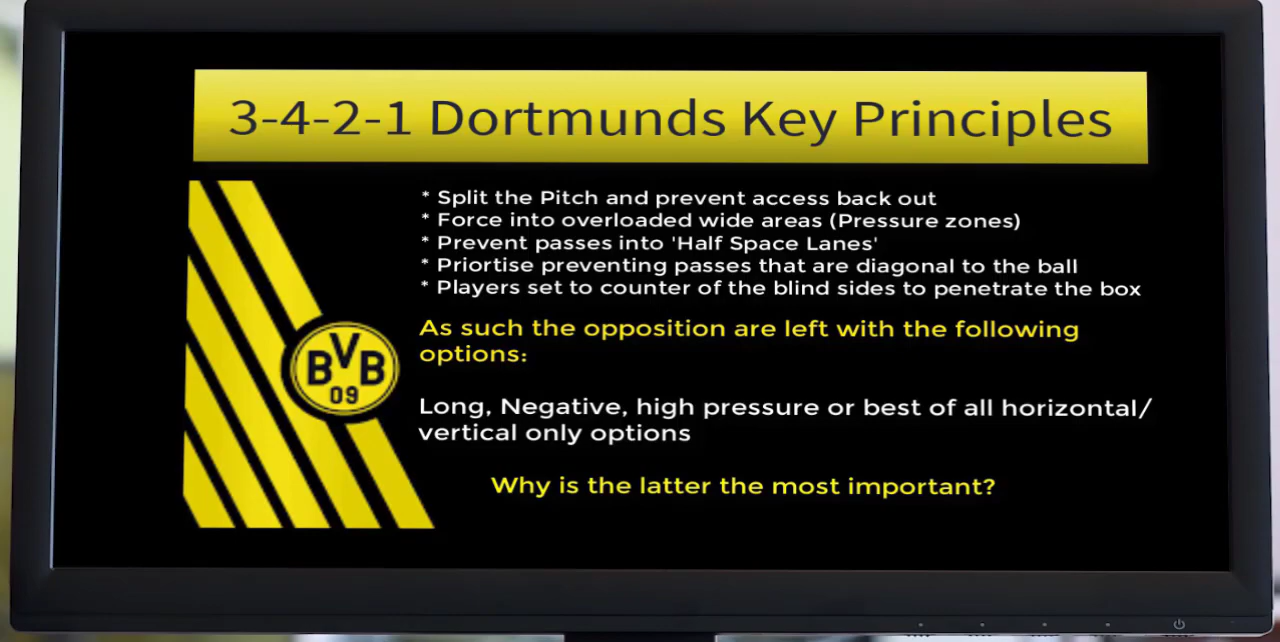 3-4-2-1 Dortmunds Key Principles
* Split the Pitch and prevent access back out
* Force into overloaded wide areas (Pressure zones)
* Prevent passes into 'Half Space Lanes'
* Priortise preventing passes that are diagonal to the ball
* Players set to counter of the blind sides to penetrate the box
As such the opposition are left with the following
options:
BVB
09
Long, Negative, high pressure or best of all horizontal/
vertical only options
Why is the latter the most important?